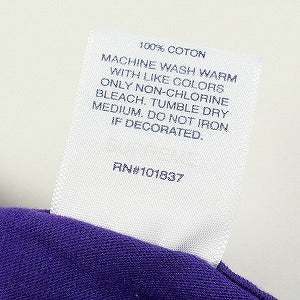 100% COTTON
MACHINE WASH WARM
WITH LIKE COLORS
ONLY NON-CHLORINE
BLEACH. TUMBLE DRY
MEDIUM. DO NOT IRON
IF DECORATED.
RN#101837